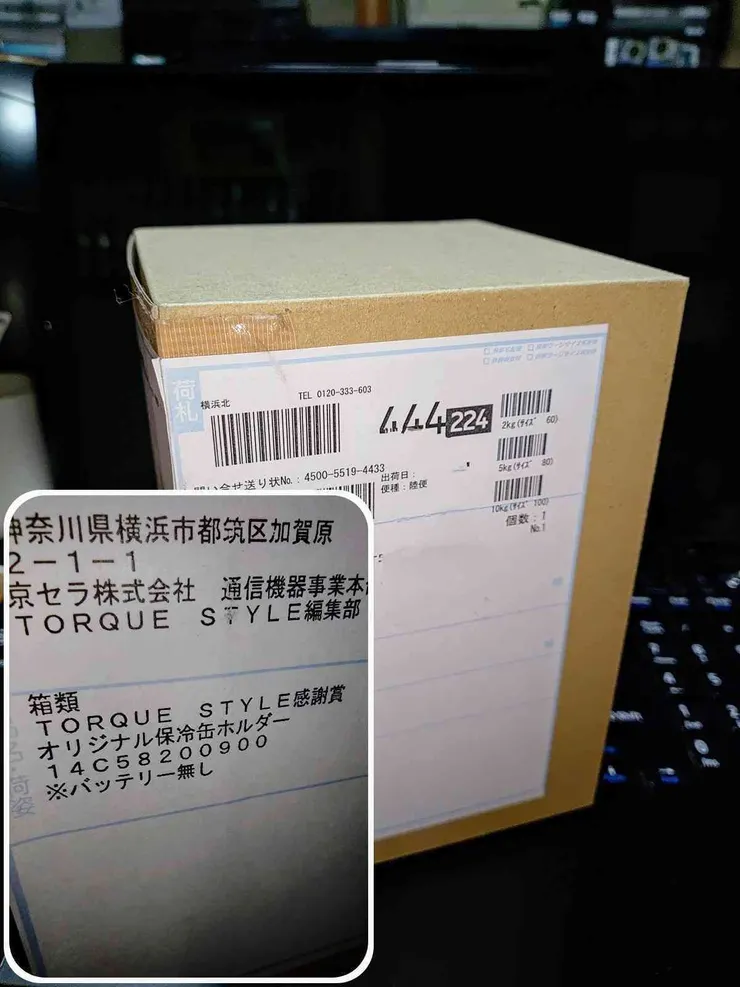 荷札
横浜北
TEL 0120-333-603
444 224
2kg(ｻｲｽﾞ 60)
5kg(ｻｲｽﾞ 80)
10kg(ｻｲｽﾞ 100)
問い合せ送り状No.: 4500-5519-4433
出荷日:
便種:陸便
個数: 1
No.1
神奈川県横浜市都筑区加賀原
2－1－1
京セラ株式会社 通信機器事業本
TORQUE STYLE編集部
箱類
TORQUE STYLE感謝賞
オリジナル保冷缶ホルダー
14C58200900
※バッテリー無し
荷姿